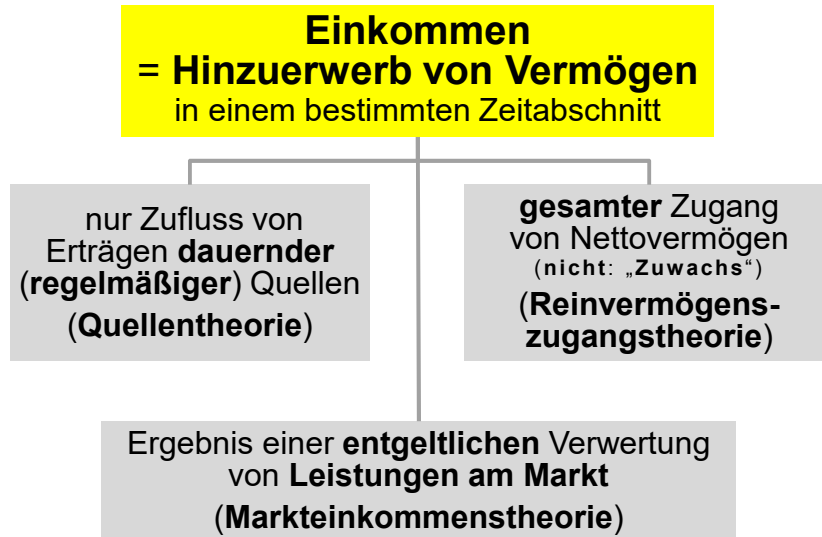 Einkommen
= Hinzuerwerb von Vermögen
in einem bestimmten Zeitabschnitt
nur Zufluss von
Erträgen dauernder
(regelmäßiger) Quellen
(Quellentheorie)
gesamter Zugang
von Nettovermögen
(nicht: „Zuwachs“)
(Reinvermögens-
zugangstheorie)
Ergebnis einer entgeltlichen Verwertung
von Leistungen am Markt
(Markteinkommenstheorie)